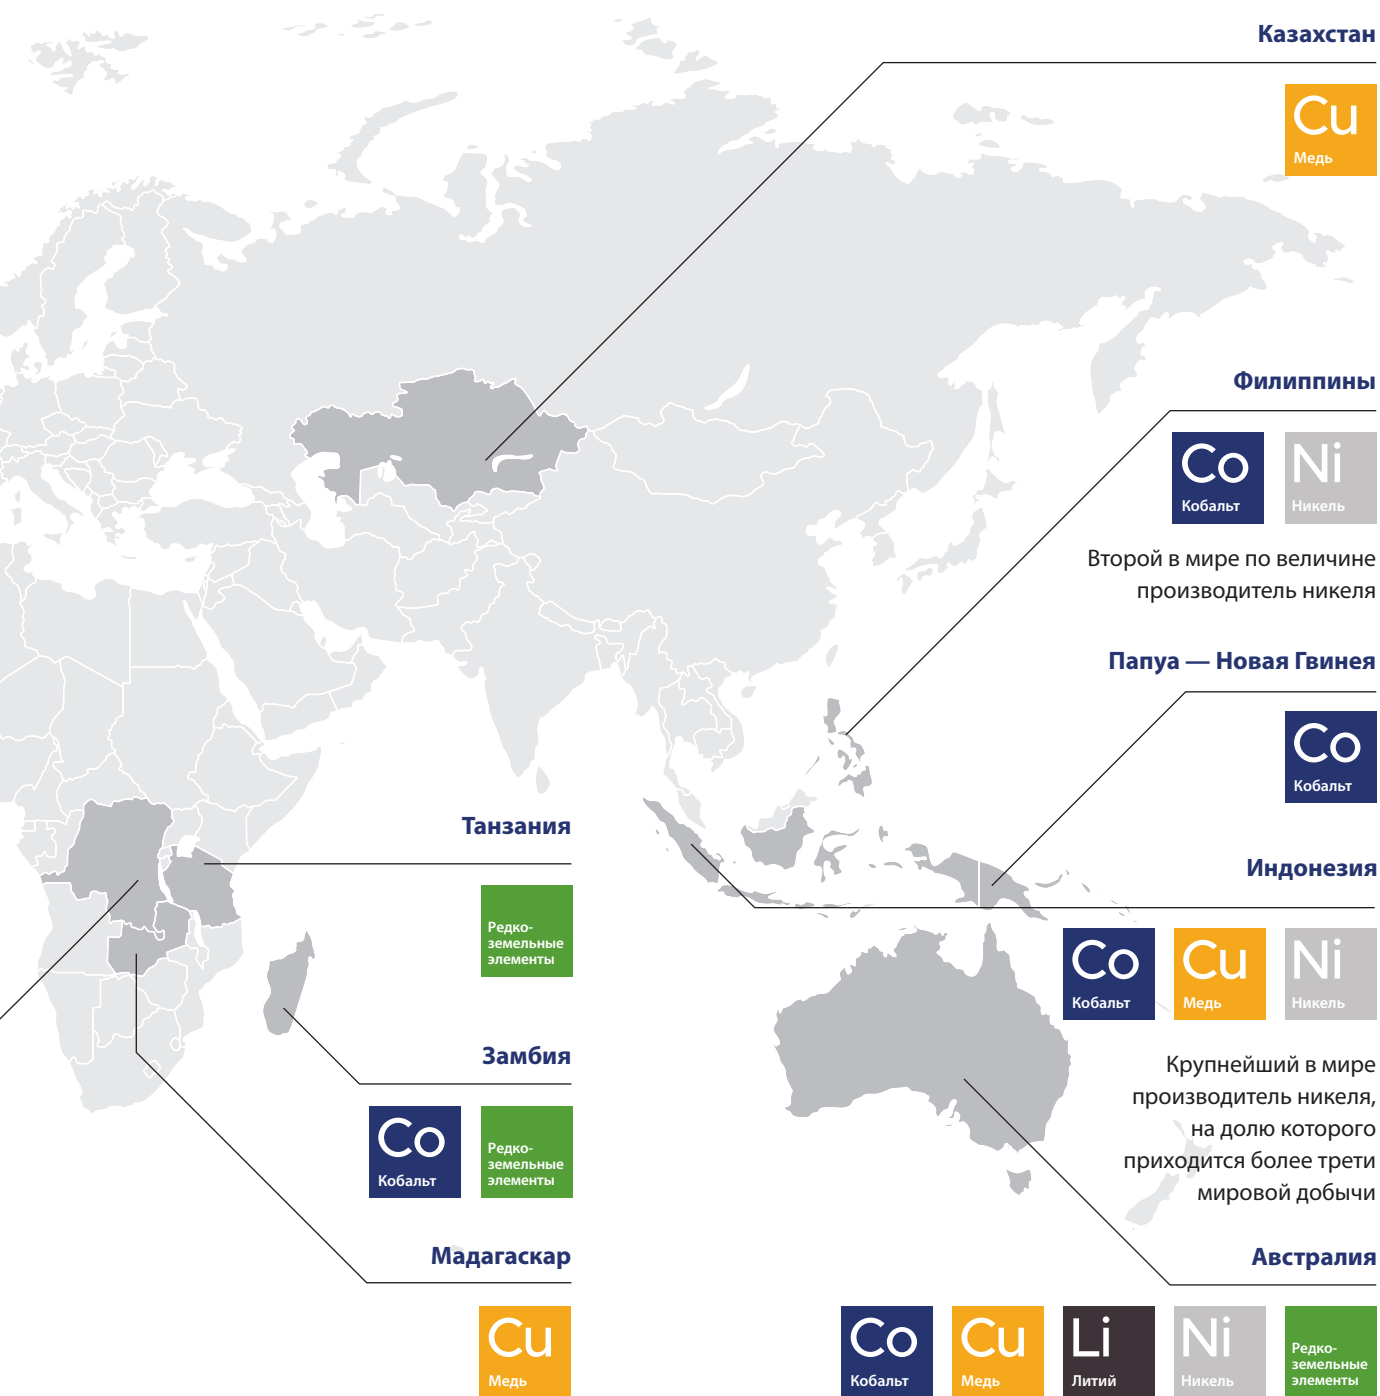 Казахстан
Cu
Медь
Филиппины
Co
Кобальт
Ni
Никель
Второй в мире по величине
производитель никеля
Папуа — Новая Гвинея
Co
Кобальт
Индонезия
Co
Кобальт
Cu
Медь
Ni
Никель
Крупнейший в мире
производитель никеля,
на долю которого
приходится более трети
мировой добычи
Австралия
Co
Кобальт
Cu
Медь
Li
Литий
Ni
Никель
Редко-
земельные
элементы
Танзания
Редко-
земельные
элементы
Замбия
Co
Кобальт
Редко-
земельные
элементы
Мадагаскар
Cu
Медь